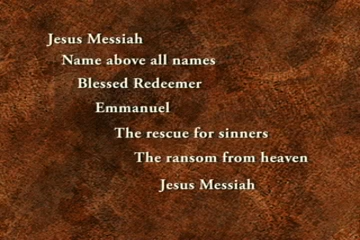 Jesus Messiah
Name above all names
Blessed Redeemer
Emmanuel
The rescue for sinners
The ransom from heaven
Jesus Messiah